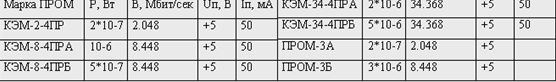 Марка ПРОМ P, Вт B, Мбит/сек Uп, В Iп, мА
КЭМ-2-4ПР 2*10-7 2.048 +5 50
КЭМ-8-4ПРА 10-6 8.448 +5 50
КЭМ-8-4ПРБ 5*10-7 8.448 +5 50
КЭМ-34-4ПРА 2*10-6 34.368 +5 50
КЭМ-34-4ПРБ 5*10-6 34.368 +5 50
ПРОМ-3А 2*10-7 2.048 +5
ПРОМ-3Б 3*10-6 8.448 +5